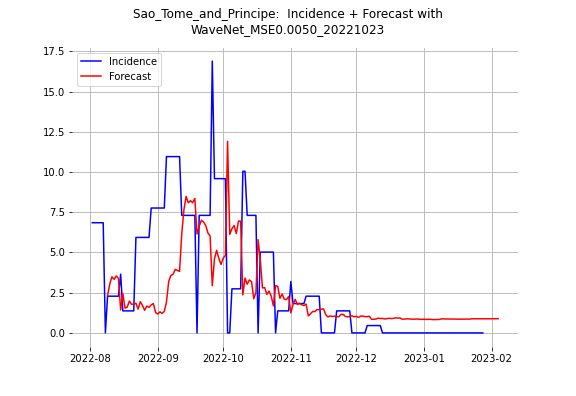 Sao_Tome_and_Principe:  Incidence + Forecast with
WaveNet_MSE0.0050_20221023
17.5
15.0
12.5
10.0
7.5
5.0
2.5
0.0
Incidence
Forecast
2022-08 2022-09 2022-10 2022-11 2022-12 2023-01 2023-02